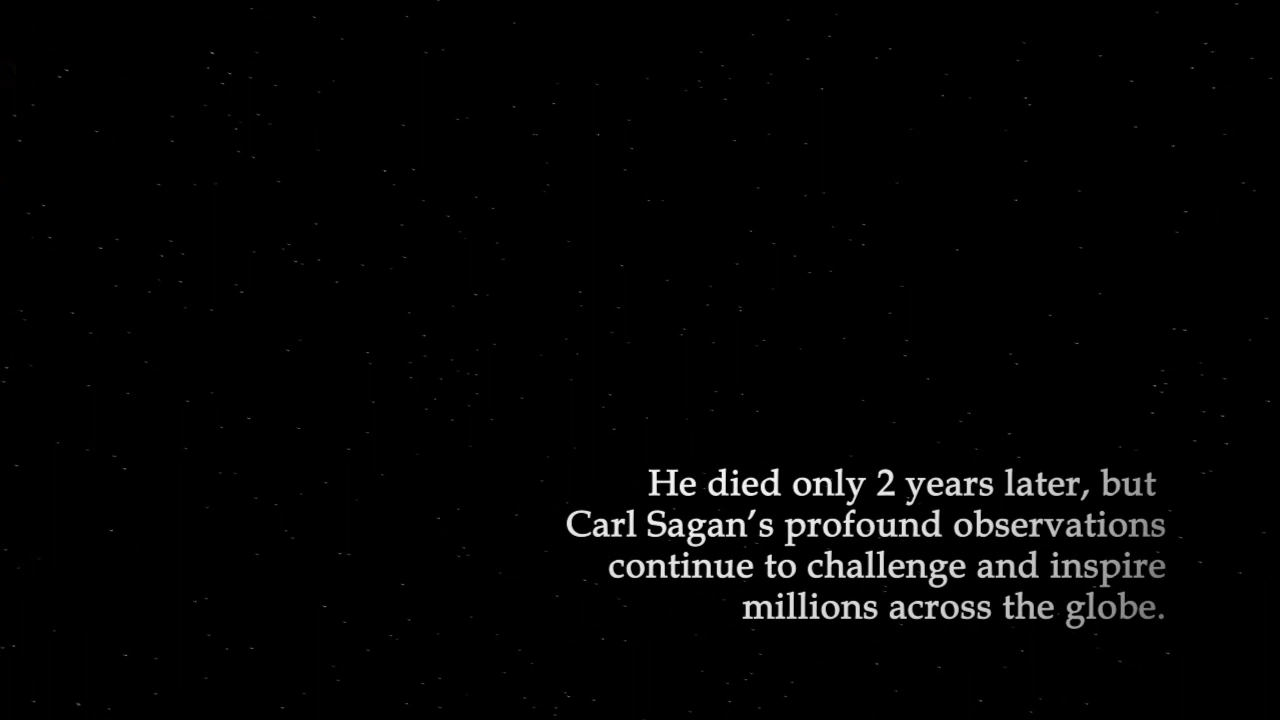 He died only 2 years later, but
Carl Sagan’s profound observations
continue to challenge and inspire
millions across the globe.